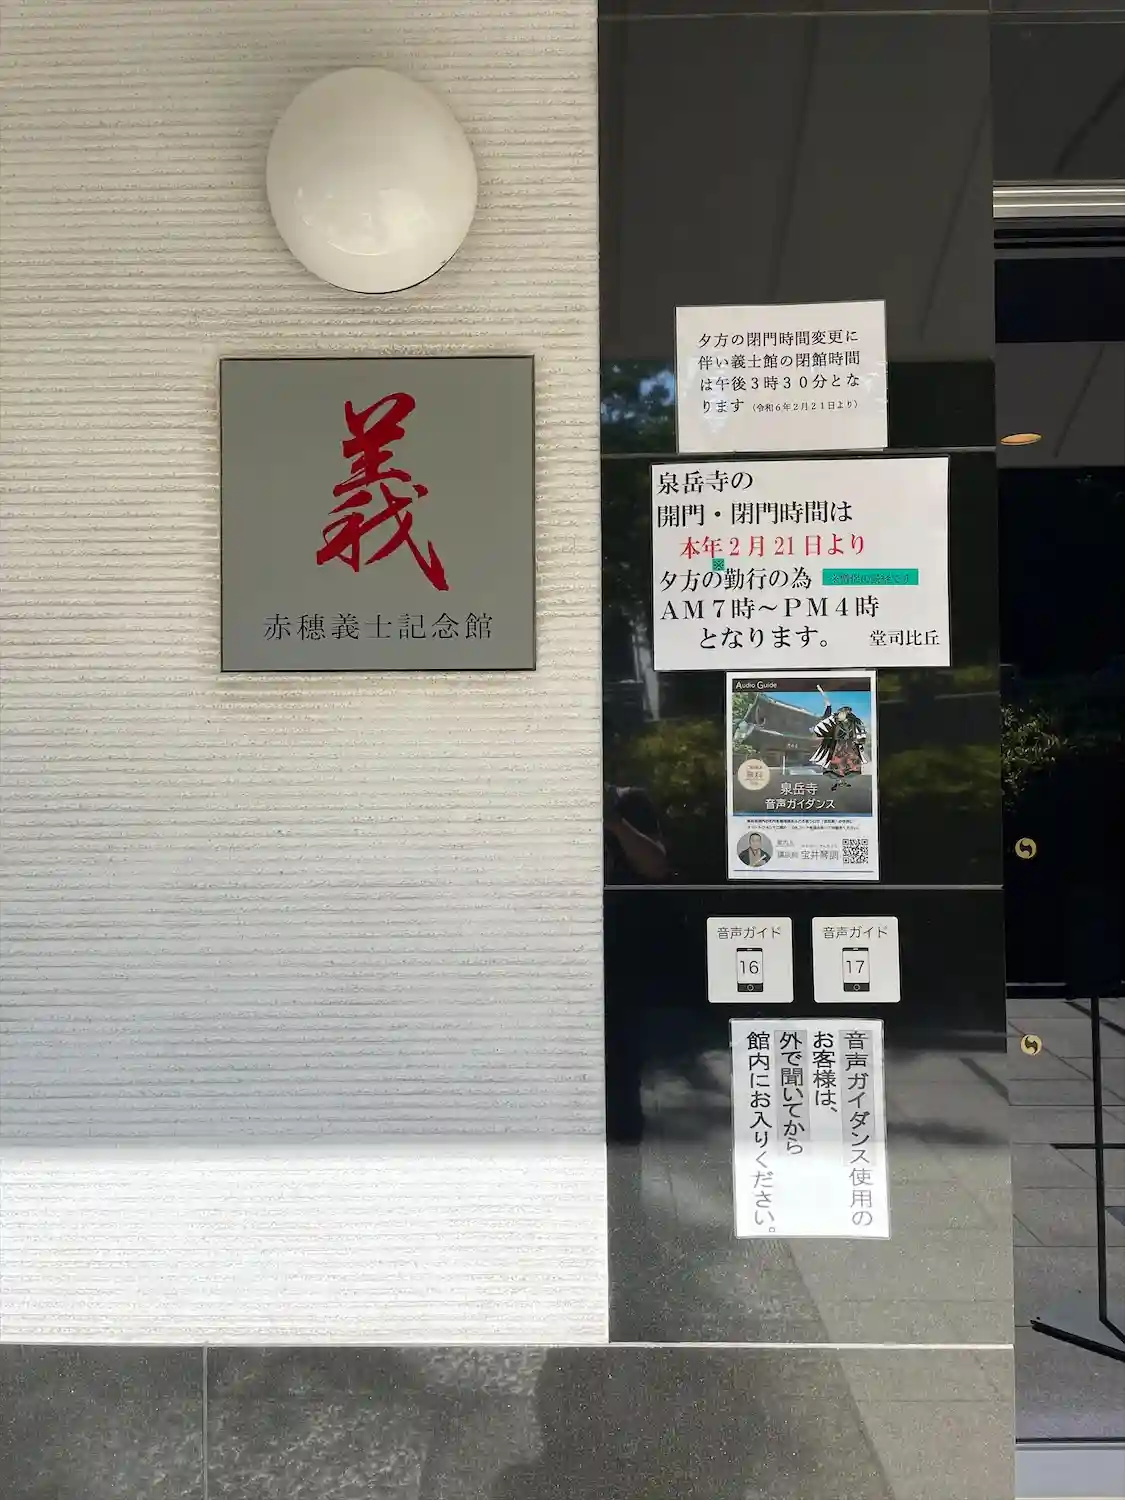 義
赤穗義士記念館
夕方の閉門時間変更に
伴い義士館の閉館時間
は午後3時30分とな
ります(令和6年2月21日より)
泉岳寺の
開門・閉門時間は
本年2月21日より
※
夕方の勤行の為
AM7時~PM4時
となります。 堂司比丘
Audio Guide
無料
泉岳寺
音声ガイダンス
講談師 宝井琴調
音声ガイド
16
音声ガイド
17
音声ガイダンス使用の
お客様は、
外で聞いてから
館内にお入りください。